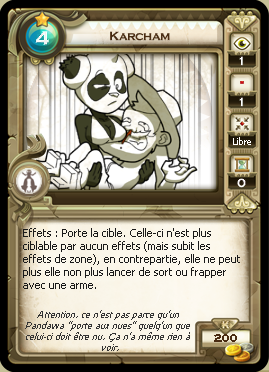 Karcham
4
1
1
Libre
0
Effets : Porte la cible. Celle-ci n'est plus
ciblable par aucun effets (mais subit les
effets de zone), en contrepartie, elle ne peut
plus elle non plus lancer de sort ou frapper
avec une arme.
Attention, ce n'est pas parce qu'un
Pandawa "porte aux nues" quelqu'un que
celui-ci doit être nu. Ça n'a même rien à
voir.
K
200